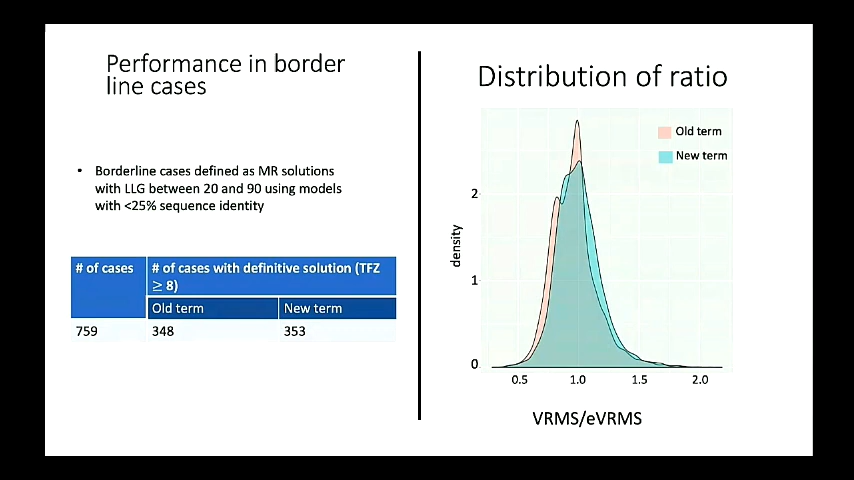 Performance in border
line cases
• Borderline cases defined as MR solutions
with LLG between 20 and 90 using models
with <25% sequence identity
# of cases
# of cases with definitive solution (TFZ
≥ 8)
Old term
New term
759
348
353
Distribution of ratio
Old term
New term
density
2
1
0
0.5
1.0
1.5
2.0
VRMS/eVRMS